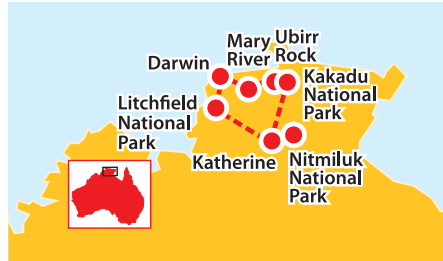 Darwin
Mary
River
Ubirr
Rock
Kakadu
National
Park
Litchfield
National
Park
Katherine
Nitmiluk
National
Park